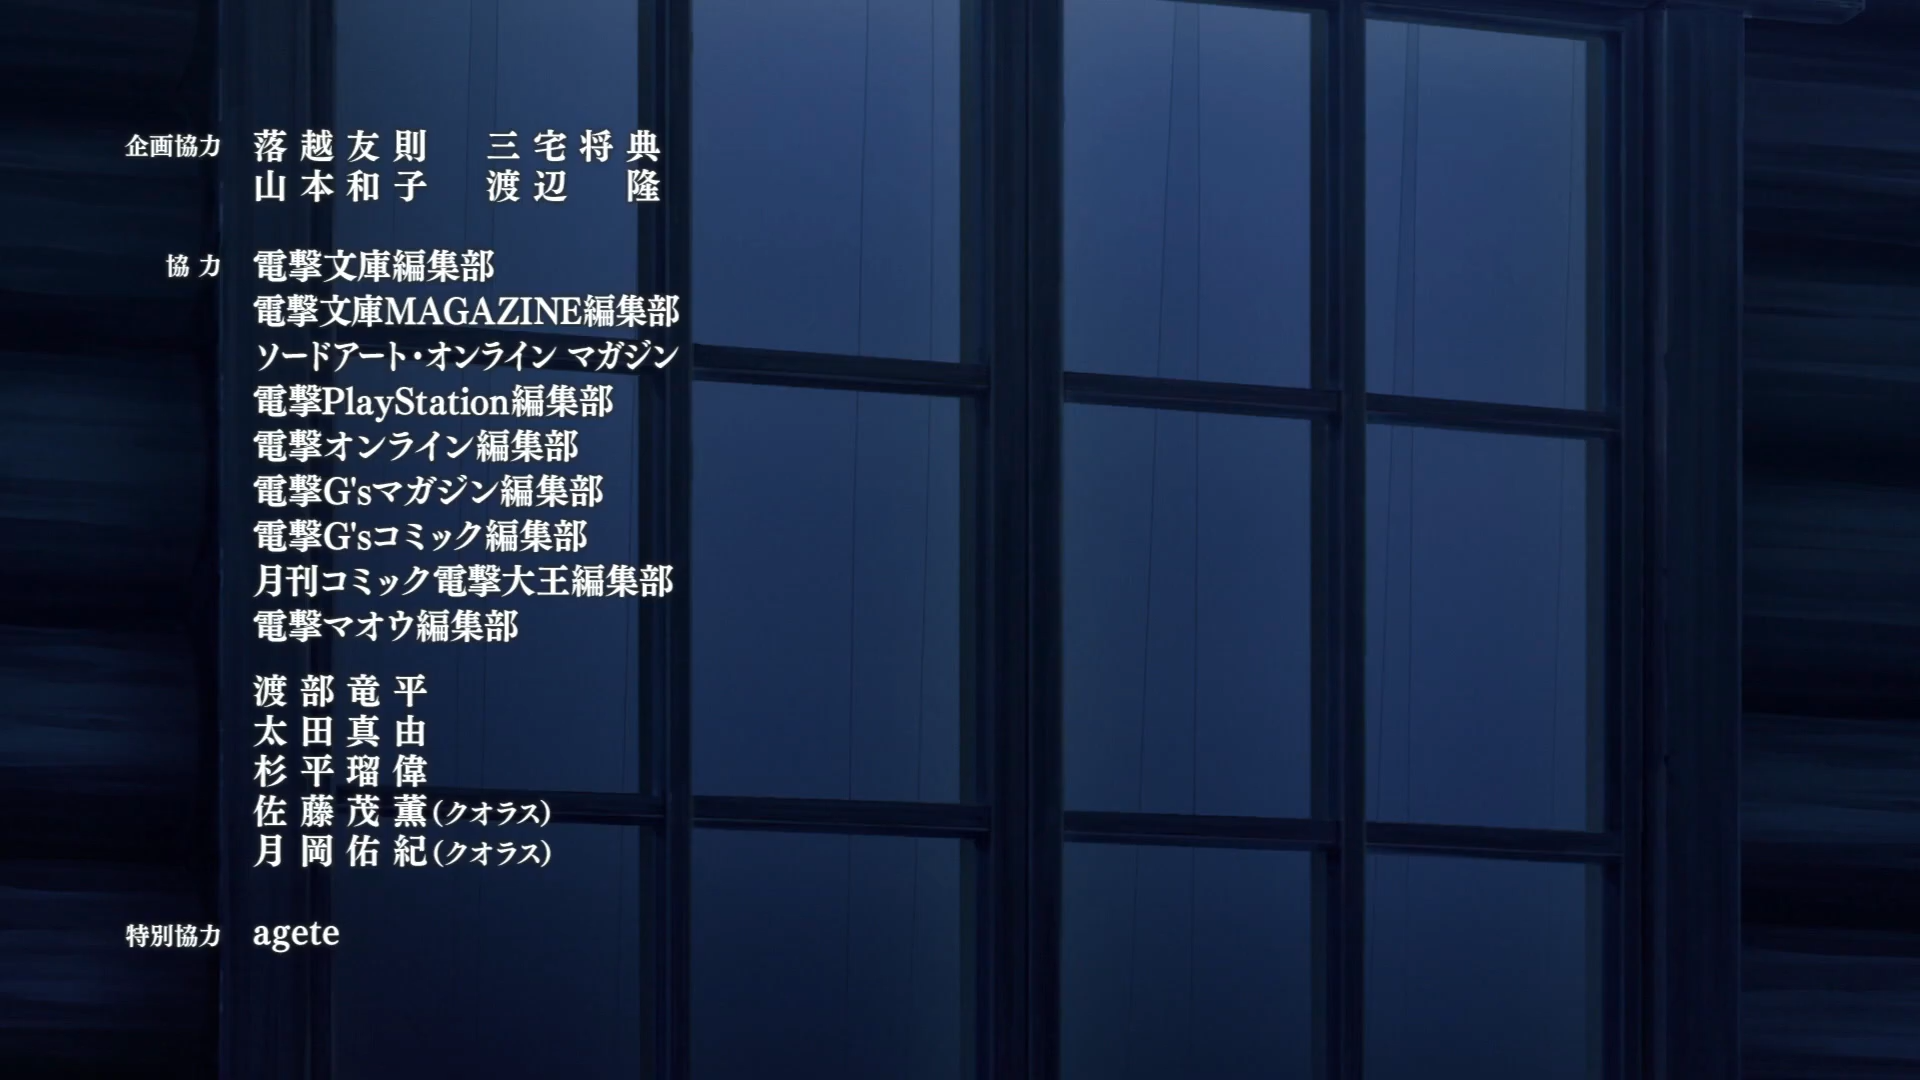 企画協力 落越友則 三宅将典
山本和子 渡辺 隆
協力 電撃文庫編集部
電撃文庫MAGAZINE編集部
ソードアート・オンライン マガジン
電撃PlayStation編集部
電撃オンライン編集部
電撃G'sマガジン編集部
電撃G'sコミック編集部
月刊コミック電撃大王編集部
電撃マオウ編集部
渡部竜平
太田真由
杉平瑠偉
佐藤茂薫(クオラス)
月岡佑紀(クオラス)
特別協力 agete